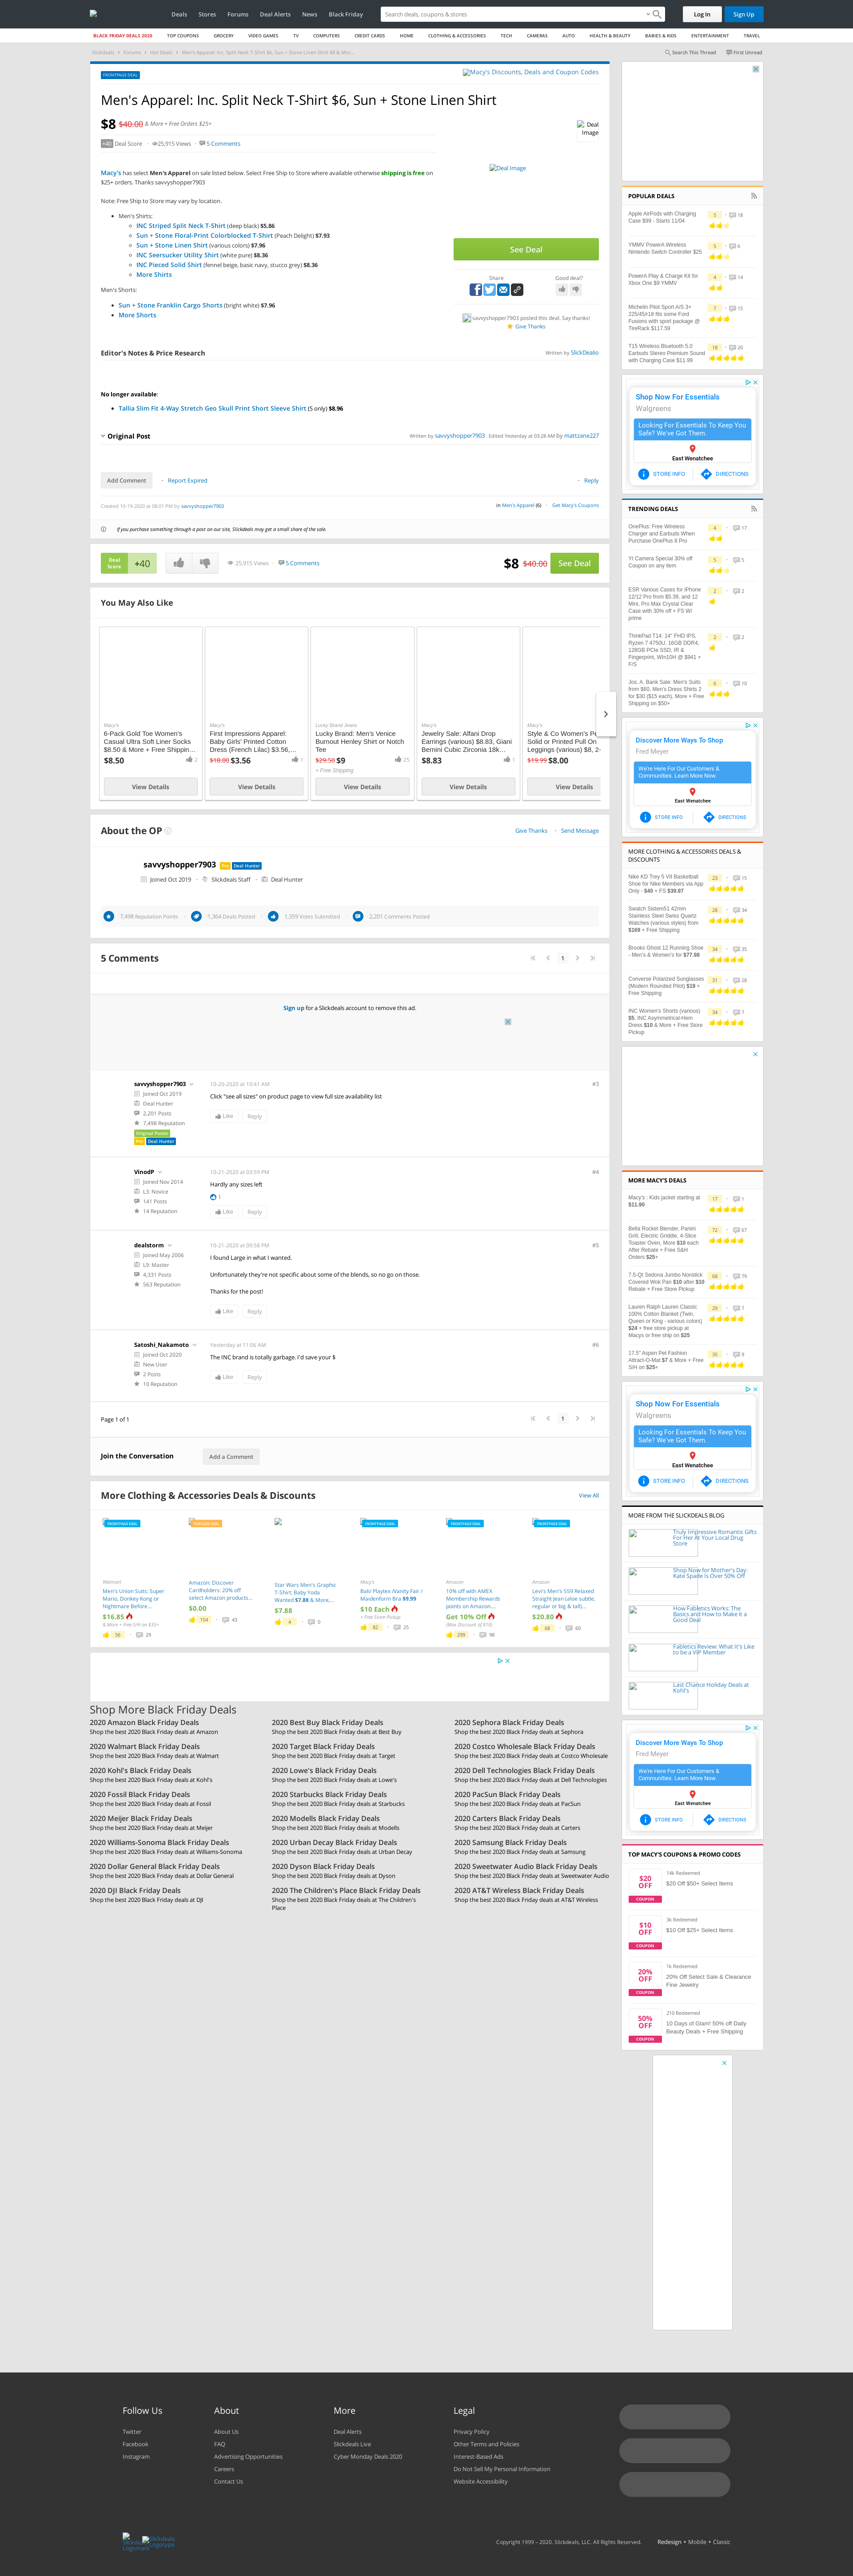 Deals Stores Forums Deal Alerts News Black Friday
Search deals, coupons & stores
Log In
Sign Up
BLACK FRIDAY DEALS 2020 TOP COUPONS GROCERY VIDEO GAMES TV COMPUTERS CREDIT CARDS HOME CLOTHING & ACCESSORIES TECH CAMERAS AUTO HEALTH & BEAUTY BABIES & KIDS ENTERTAINMENT TRAVEL
Slickdeals > Forums > Hot Deals > Men's Apparel: Inc. Split Neck T-Shirt $6, Sun + Stone Linen Shirt $8 & Mor...
Search This Thread
First Unread
FRONTPAGE DEAL
Macy's Discounts, Deals and Coupon Codes
Men's Apparel: Inc. Split Neck T-Shirt $6, Sun + Stone Linen Shirt
$8 $40.00 & More + Free Orders $25+
+40 Deal Score 25,915 Views 5 Comments
Deal Image
Deal Image
Macy's has select Men's Apparel on sale listed below. Select Free Ship to Store where available otherwise shipping is free on
$25+ orders. Thanks savvyshopper7903
Note: Free Ship to Store may vary by location.
Men's Shirts:
INC Striped Split Neck T-Shirt (deep black) $5.86
Sun + Stone Floral-Print Colorblocked T-Shirt (Peach Delight) $7.93
Sun + Stone Linen Shirt (various colors) $7.96
INC Seersucker Utility Shirt (white pure) $8.36
INC Pieced Solid Shirt (fennel beige, basic navy, stucco grey) $8.36
More Shirts
Men's Shorts:
Sun + Stone Franklin Cargo Shorts (bright white) $7.96
More Shorts
See Deal
Share
Good deal?
savvyshopper7903 posted this deal. Say thanks!
Give Thanks
Editor's Notes & Price Research
Written by SlickDealio
No longer available:
Tallia Slim Fit 4-Way Stretch Geo Skull Print Short Sleeve Shirt (S only) $8.96
Original Post
Written by savvyshopper7903 Edited Yesterday at 03:28 AM by mattzane227
Add Comment
Report Expired
Reply
Created 10-19-2020 at 08:01 PM by savvyshopper7903
in Men's Apparel (6) Get Macy's Coupons
If you purchase something through a post on our site, Slickdeals may get a small share of the sale.
Deal Score +40
25,915 Views 5 Comments
$8 $40.00 See Deal
You May Also Like
Macy's
6-Pack Gold Toe Women's Casual Ultra Soft Liner Socks $8.50 & More + Free Shippin...
$8.50 2
View Details
Macy's
First Impressions Apparel: Baby Girls' Printed Cotton Dress (French Lilac) $3.56,...
$18.00 $3.56 1
View Details
Lucky Brand Jeans
Lucky Brand: Men's Venice Burnout Henley Shirt or Notch Tee
$29.50 $9 25
+ Free Shipping
View Details
Macy's
Jewelry Sale: Alfani Drop Earrings (various) $8.83, Giani Bernini Cubic Zirconia 18k...
$8.83 1
View Details
Macy's
Style & Co Women's Pe
Solid or Printed Pull On
Leggings (various) $8, 2-
$19.99 $8.00
View Details
About the OP
Give Thanks
Send Message
savvyshopper7903 Pro Deal Hunter
Joined Oct 2019 Slickdeals Staff Deal Hunter
7,498 Reputation Points 1,364 Deals Posted 1,359 Votes Submitted 2,201 Comments Posted
5 Comments
1
Sign up for a Slickdeals account to remove this ad.
savvyshopper7903
Joined Oct 2019
Deal Hunter
2,201 Posts
7,498 Reputation
Original Poster
Pro Deal Hunter
10-20-2020 at 10:41 AM
#3
Click "see all sizes" on product page to view full size availability list
Like
Reply
VinodP
Joined Nov 2014
L3: Novice
141 Posts
14 Reputation
10-21-2020 at 03:59 PM
#4
Hardly any sizes left
1
Like
Reply
dealstorm
Joined May 2006
L9: Master
4,331 Posts
563 Reputation
10-21-2020 at 09:58 PM
#5
I found Large in what I wanted.
Unfortunately they're not specific about some of the blends, so no go on those.
Thanks for the post!
Like
Reply
Satoshi_Nakamoto
Joined Oct 2020
New User
2 Posts
10 Reputation
Yesterday at 11:06 AM
#6
The INC brand is totally garbage. I'd save your $
Like
Reply
Page 1 of 1
1
Join the Conversation
Add a Comment
More Clothing & Accessories Deals & Discounts
View All
FRONTPAGE DEAL
Walmart
Men's Union Suits: Super Mario, Donkey Kong or Nightmare Before...
$16.85
& More + Free S/H on $35+
56 29
POPULAR DEAL
Amazon: Discover Cardholders: 20% off select Amazon products...
$0.00
154 43
Star Wars Men's Graphic T-Shirt: Baby Yoda Wanted $7.88 & More,...
$7.88
4 0
FRONTPAGE DEAL
Macy's
Bali/ Playtex /Vanity Fair / Maidenform Bra $9.99
$10 Each
+ Free Store Pickup
82 25
FRONTPAGE DEAL
Amazon
10% off with AMEX Membership Rewards points on Amazon....
Get 10% Off
(Max Discount of $10)
299 98
FRONTPAGE DEAL
Amazon
Levi's Men's 559 Relaxed Straight Jean (aloe subtle, regular or big & tall)...
$20.80
68 60
Shop More Black Friday Deals
2020 Amazon Black Friday Deals
Shop the best 2020 Black Friday deals at Amazon
2020 Best Buy Black Friday Deals
Shop the best 2020 Black Friday deals at Best Buy
2020 Sephora Black Friday Deals
Shop the best 2020 Black Friday deals at Sephora
2020 Walmart Black Friday Deals
Shop the best 2020 Black Friday deals at Walmart
2020 Target Black Friday Deals
Shop the best 2020 Black Friday deals at Target
2020 Costco Wholesale Black Friday Deals
Shop the best 2020 Black Friday deals at Costco Wholesale
2020 Kohl's Black Friday Deals
Shop the best 2020 Black Friday deals at Kohl's
2020 Lowe's Black Friday Deals
Shop the best 2020 Black Friday deals at Lowe's
2020 Dell Technologies Black Friday Deals
Shop the best 2020 Black Friday deals at Dell Technologies
2020 Fossil Black Friday Deals
Shop the best 2020 Black Friday deals at Fossil
2020 Starbucks Black Friday Deals
Shop the best 2020 Black Friday deals at Starbucks
2020 PacSun Black Friday Deals
Shop the best 2020 Black Friday deals at PacSun
2020 Meijer Black Friday Deals
Shop the best 2020 Black Friday deals at Meijer
2020 Modells Black Friday Deals
Shop the best 2020 Black Friday deals at Modells
2020 Carters Black Friday Deals
Shop the best 2020 Black Friday deals at Carters
2020 Williams-Sonoma Black Friday Deals
Shop the best 2020 Black Friday deals at Williams-Sonoma
2020 Urban Decay Black Friday Deals
Shop the best 2020 Black Friday deals at Urban Decay
2020 Samsung Black Friday Deals
Shop the best 2020 Black Friday deals at Samsung
2020 Dollar General Black Friday Deals
Shop the best 2020 Black Friday deals at Dollar General
2020 Dyson Black Friday Deals
Shop the best 2020 Black Friday deals at Dyson
2020 Sweetwater Audio Black Friday Deals
Shop the best 2020 Black Friday deals at Sweetwater Audio
2020 DJI Black Friday Deals
Shop the best 2020 Black Friday deals at DJI
2020 The Children's Place Black Friday Deals
Shop the best 2020 Black Friday deals at The Children's Place
2020 AT&T Wireless Black Friday Deals
Shop the best 2020 Black Friday deals at AT&T Wireless
POPULAR DEALS
Apple AirPods with Charging Case $99 - Starts 11/04
5 18
YMMV PowerA Wireless Nintendo Switch Controller $25
5 6
PowerA Play & Charge Kit for Xbox One $9 YMMV
4 14
Michelin Pilot Sport A/S 3+ 225/45/r18 fits some Ford Fusions with sport package @ TireRack $117.59
7 15
T15 Wireless Bluetooth 5.0 Earbuds Stereo Premium Sound with Charging Case $11.99
18 20
Shop Now For Essentials
Walgreens
Looking For Essentials To Keep You Safe? We've Got Them.
East Wenatchee
STORE INFO
DIRECTIONS
TRENDING DEALS
OnePlus: Free Wireless Charger and Earbuds When Purchase OnePlus 8 Pro
4 17
YI Camera Special 30% off Coupon on any item
5 5
ESR Various Cases for iPhone 12/12 Pro from $5.39, and 12 Mini, Pro Max Crystal Clear Case with 30% off + FS W/ prime
2 2
ThinkPad T14: 14" FHD IPS, Ryzen 7 4750U, 16GB DDR4, 128GB PCIe SSD, IR & Fingerprint, Win10H @ $941 + F/S
2 2
Jos. A. Bank Sale: Men's Suits from $60, Men's Dress Shirts 2 for $30 ($15 each), More + Free Shipping on $50+
6 10
Discover More Ways To Shop
Fred Meyer
We're Here For Our Customers & Communities. Learn More Now.
East Wenatchee
STORE INFO
DIRECTIONS
MORE CLOTHING & ACCESSORIES DEALS & DISCOUNTS
Nike KD Trey 5 VII Basketball Shoe for Nike Members via App Only - $40 + FS $39.97
23 15
Swatch Sistem51 42mm Stainless Steel Swiss Quartz Watches (various styles) from $169 + Free Shipping
28 34
Brooks Ghost 12 Running Shoe - Men's & Women's for $77.98
34 35
Converse Polarized Sunglasses (Modern Rounded Pilot) $19 + Free Shipping
31 28
INC Women's Shorts (various) $5, INC Asymmetrical-Hem Dress $10 & More + Free Store Pickup
34 7
MORE MACY'S DEALS
Macy's : Kids jacket starting at $11.90
17 1
Bella Rocket Blender, Panini Grill, Electric Griddle, 4-Slice Toaster Oven, More $10 each After Rebate + Free S&H Orders $25+
72 67
7.5-Qt Sedona Jumbo Nonstick Covered Wok Pan $10 after $10 Rebate + Free Store Pickup
68 79
Lauren Ralph Lauren Classic 100% Cotton Blanket (Twin, Queen or King - various colors) $24 + free store pickup at Macys or free ship on $25
29 7
17.5" Aspen Pet Fashion Attract-O-Mat $7 & More + Free S/H on $25+
35 9
Shop Now For Essentials
Walgreens
Looking For Essentials To Keep You Safe? We've Got Them.
East Wenatchee
STORE INFO
DIRECTIONS
MORE FROM THE SLICKDEALS BLOG
Truly Impressive Romantic Gifts For Her At Your Local Drug Store
Shop Now for Mother's Day: Kate Spade Is Over 50% Off
How Fabletics Works: The Basics and How to Make it a Good Deal
Fabletics Review: What It's Like to be a VIP Member
Last Chance Holiday Deals at Kohl's
Discover More Ways To Shop
Fred Meyer
We're Here For Our Customers & Communities. Learn More Now.
East Wenatchee
STORE INFO
DIRECTIONS
TOP MACY'S COUPONS & PROMO CODES
$20 OFF COUPON
14k Redeemed
$20 Off $50+ Select Items
$10 OFF COUPON
3k Redeemed
$10 Off $25+ Select Items
20% OFF COUPON
1k Redeemed
20% Off Select Sale & Clearance Fine Jewelry
50% OFF COUPON
210 Redeemed
10 Days of Glam! 50% off Daily Beauty Deals + Free Shipping
Follow Us
Twitter
Facebook
Instagram
About
About Us
FAQ
Advertising Opportunities
Careers
Contact Us
More
Deal Alerts
Slickdeals Live
Cyber Monday Deals 2020
Legal
Privacy Policy
Other Terms and Policies
Interest-Based Ads
Do Not Sell My Personal Information
Website Accessibility
Slickdeals Logotype
Copyright 1999 - 2020. Slickdeals, LLC. All Rights Reserved. Redesign • Mobile • Classic